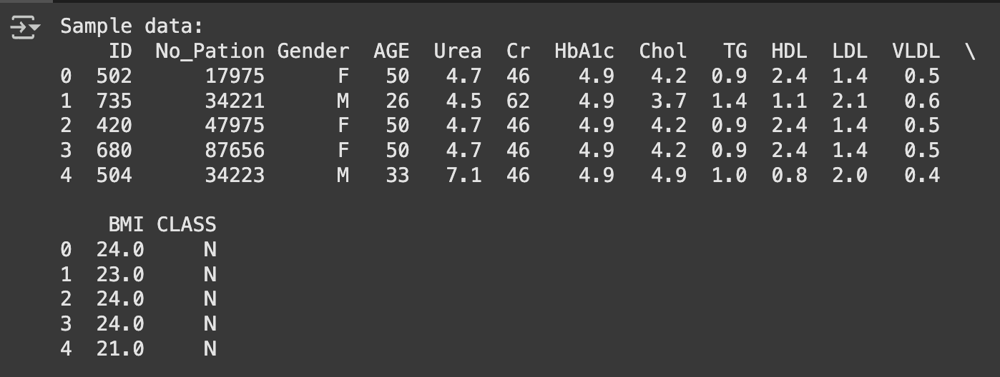 Sample data:
    ID  No_Pation Gender  AGE  Urea  Cr  HbA1c  Chol   TG  HDL  LDL  VLDL  \
0  502      17975      F   50   4.7  46    4.9   4.2  0.9  2.4  1.4   0.5
1  735      34221      M   26   4.5  62    4.9   3.7  1.4  1.1  2.1   0.6
2  420      47975      F   50   4.7  46    4.9   4.2  0.9  2.4  1.4   0.5
3  680      87656      F   50   4.7  46    4.9   4.2  0.9  2.4  1.4   0.5
4  504      34223      M   33   7.1  46    4.9   4.9  1.0  0.8  2.0   0.4
    BMI CLASS
0  24.0     N
1  23.0     N
2  24.0     N
3  24.0     N
4  21.0     N